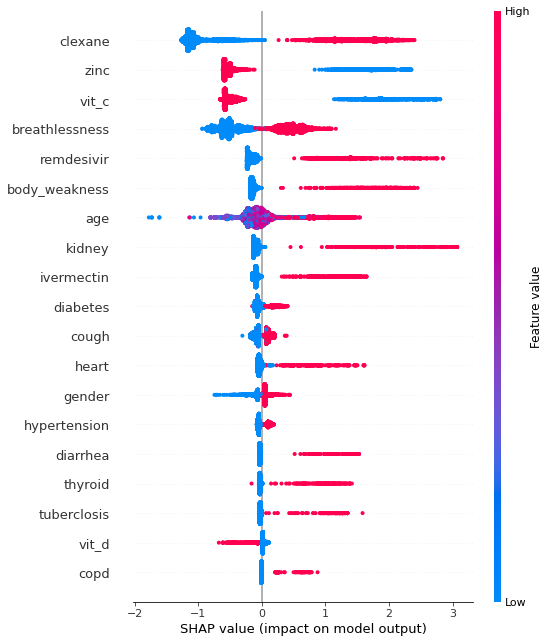 High
clexane
zinc
vit_c
breathlessness
remdesivir
body_weakness
age
kidney
ivermectin
diabetes
cough
heart
gender
hypertension
diarrhea
thyroid
tuberclosis
vit_d
copd
Feature value
Low
−2 −1 0 1 2 3
SHAP value (impact on model output)